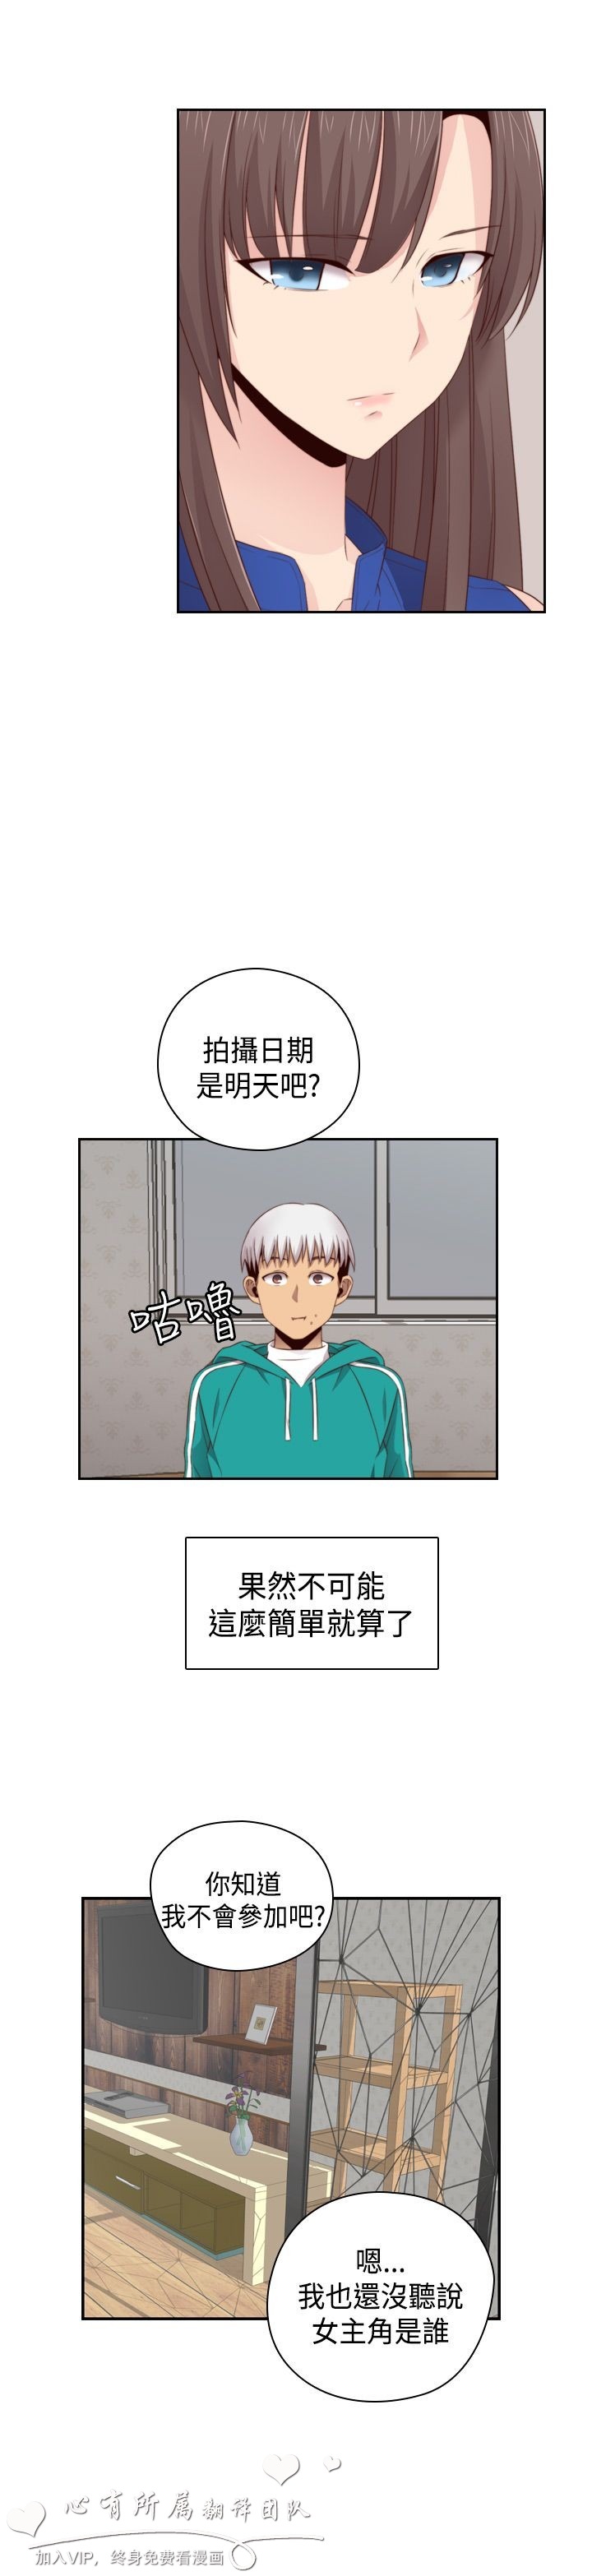 拍攝日期
是明天吧?
咕嚕
果然不可能
這麼簡單就算了
你知道
我不會參加吧?
嗯...
我也還沒聽說
女主角是誰
心有所属翻译团队
加入VIP，终身免费看漫画